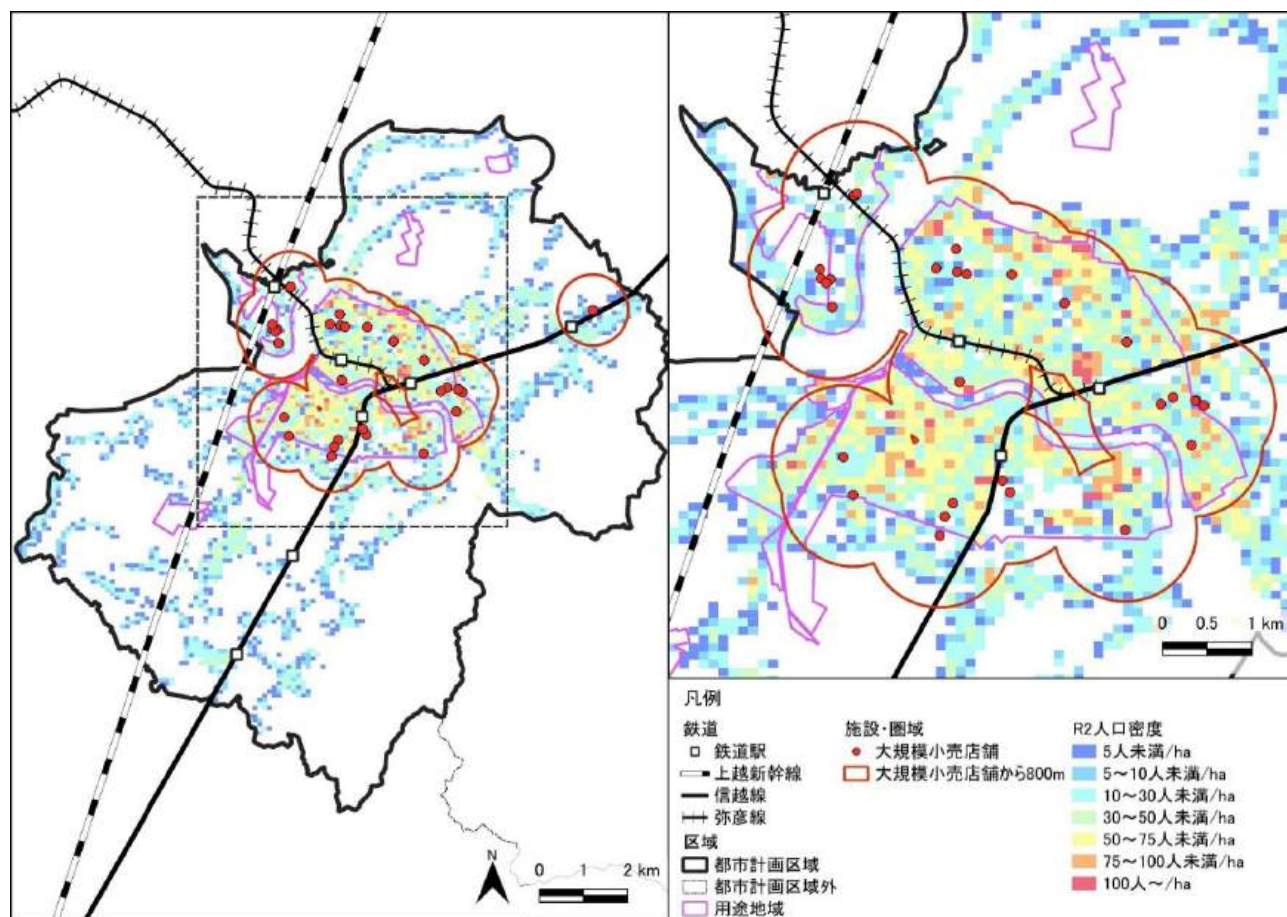 N
0 1 2 km
0 0.5 1 km
凡例
鉄道
鉄道駅
上越新幹線
信越線
弥彦線
区域
都市計画区域
都市計画区域外
用途地域
施設・圏域
大規模小売店舗
大規模小売店舗から800m
R2人口密度
5人未満/ha
5～10人未満/ha
10～30人未満/ha
30～50人未満/ha
50～75人未満/ha
75～100人未満/ha
100人～/ha